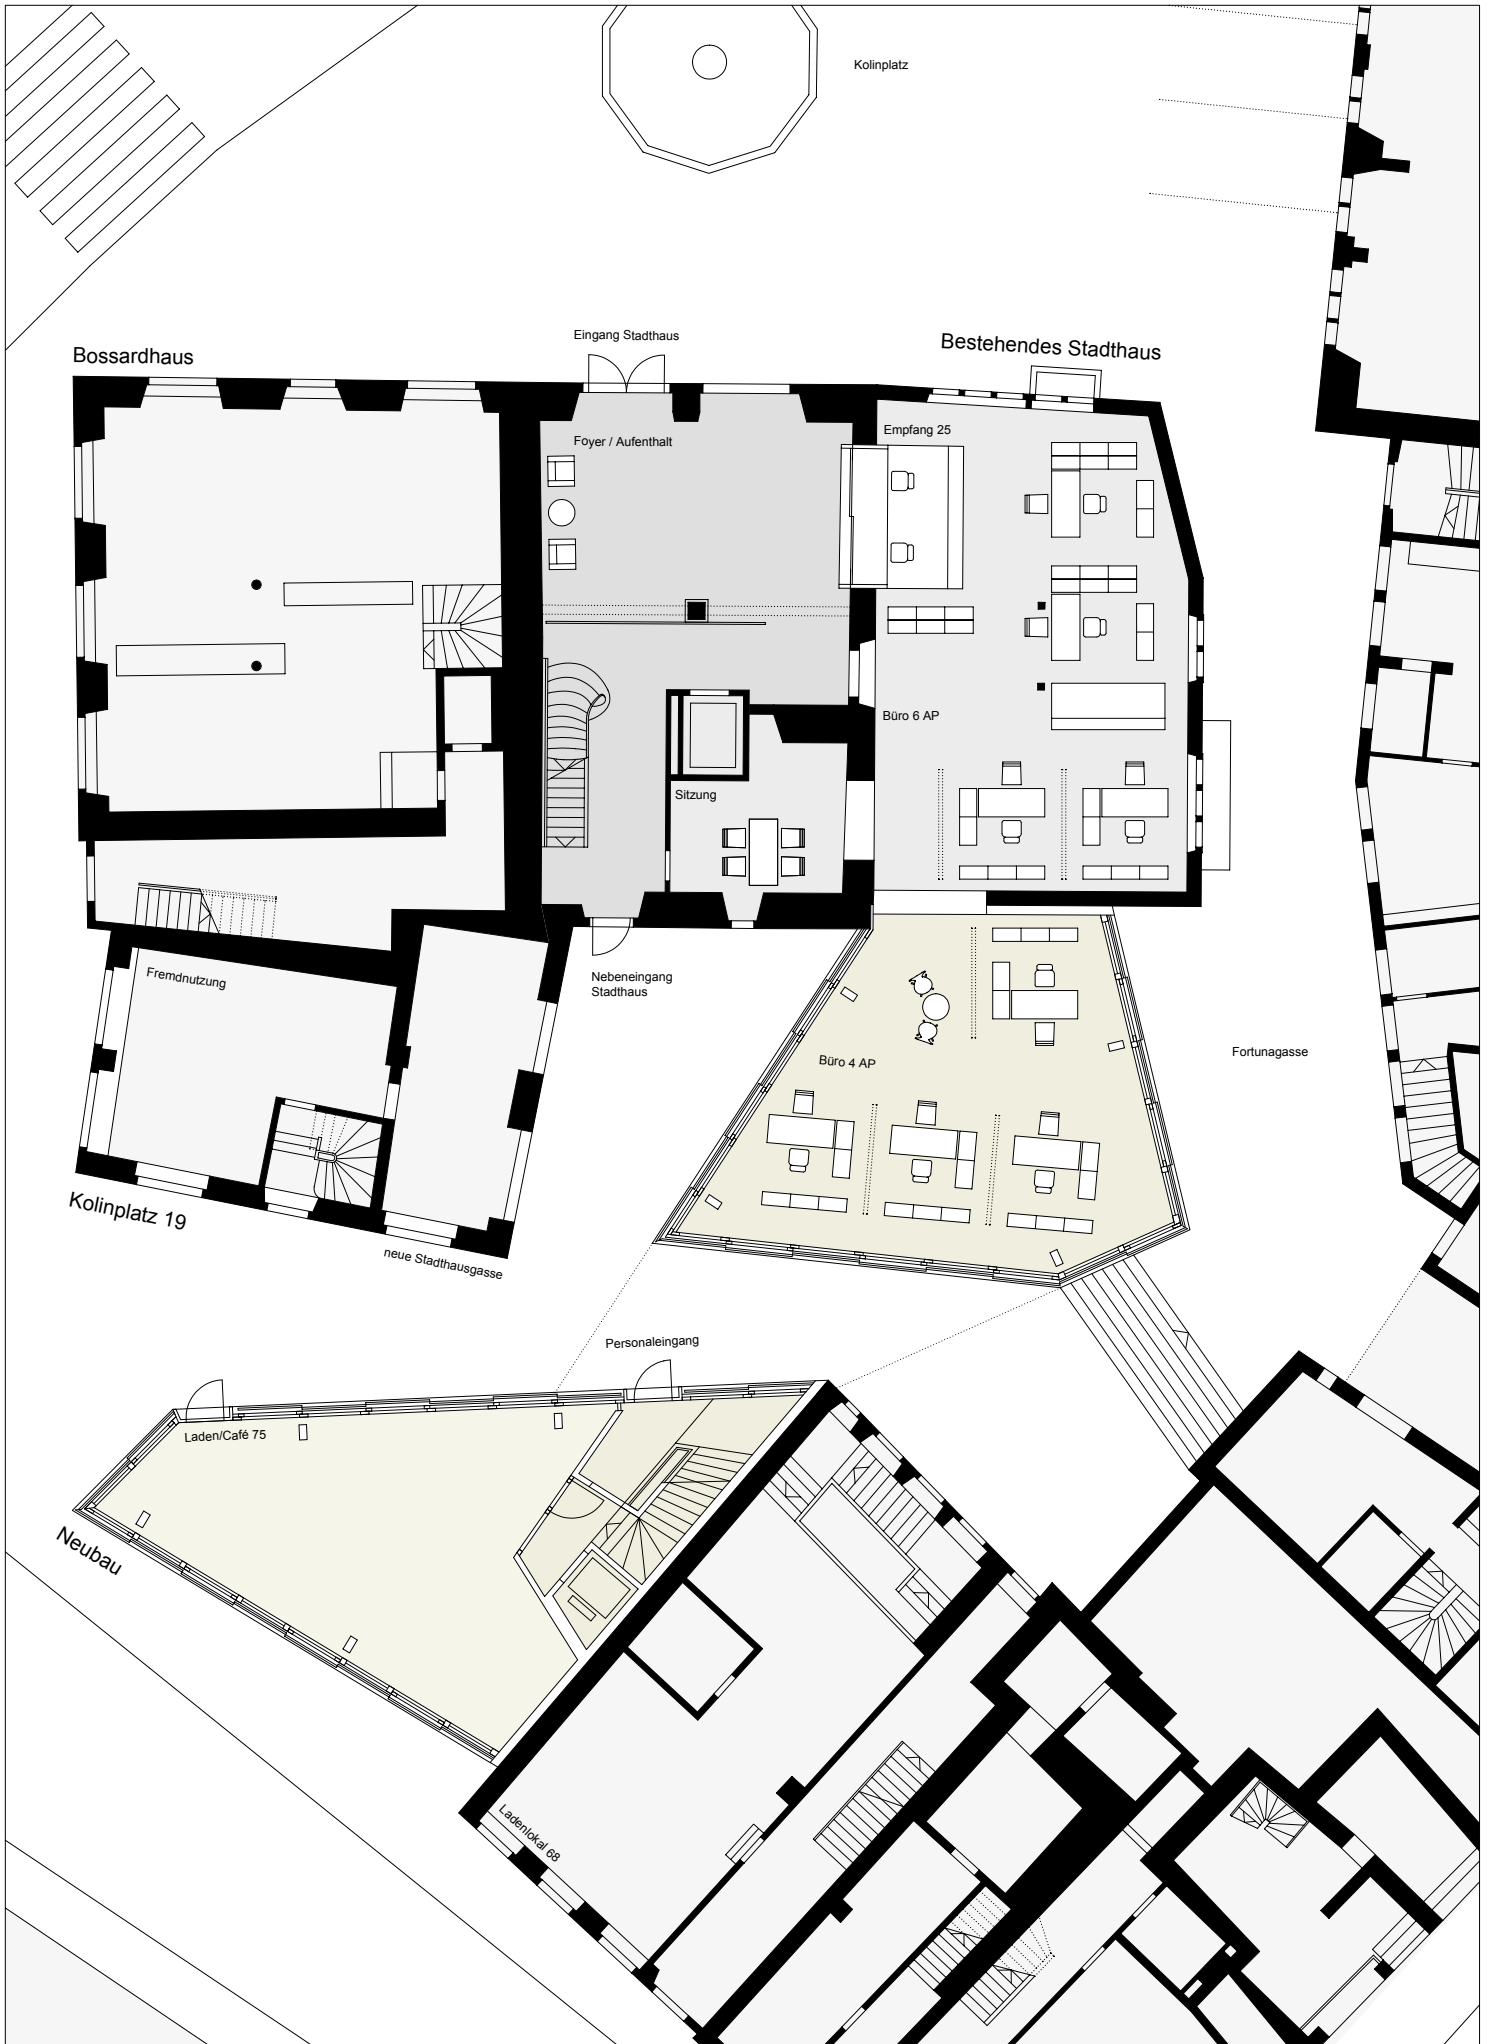 Kolinplatz
Eingang Stadthaus
Bestehendes Stadthaus
Bossardhaus
Empfang 25
Foyer / Aufenthalt
Büro 6 AP
Sitzung
Fremdnutzung
Nebeneingang
Stadthaus
Fortunagasse
Büro 4 AP
Kolinplatz 19
neue Stadthausgasse
Personaleingang
Laden/Café 75
Neubau
Ladenlokal 68